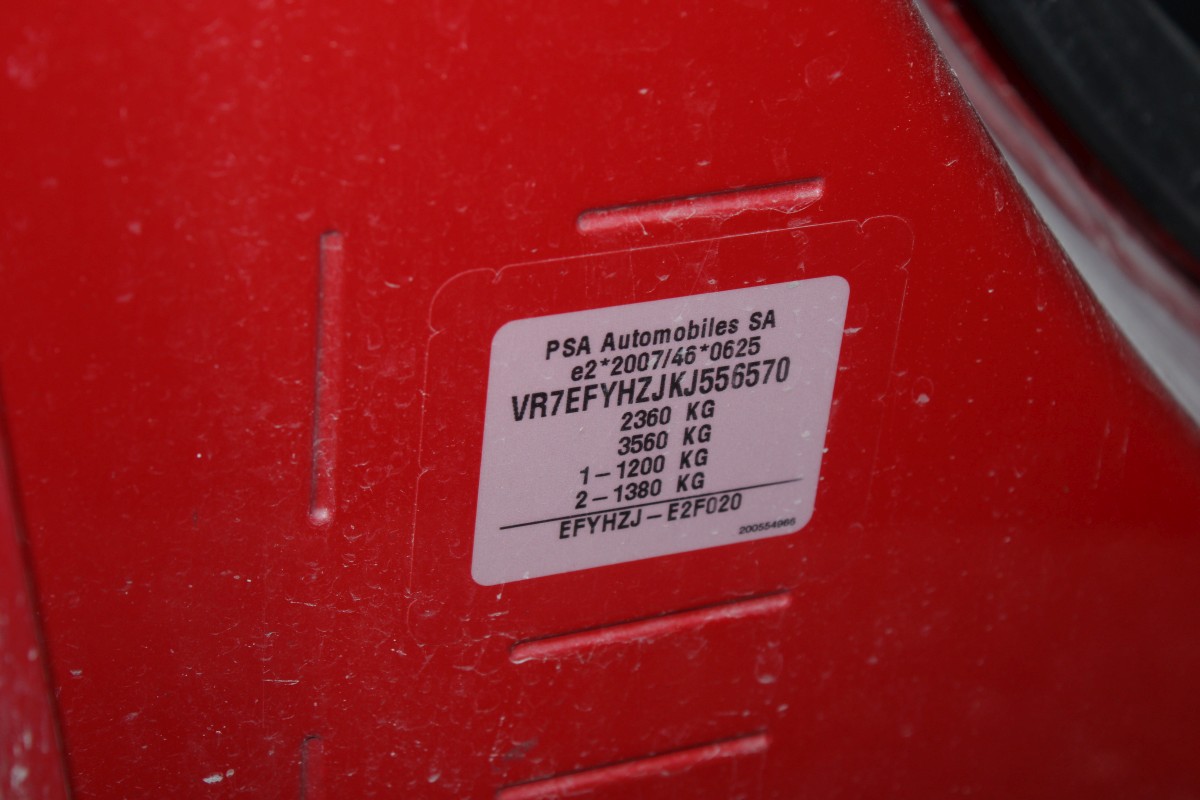 PSA Automobiles SA
e2*2007/46*0625
VR7EFYHZJKJ556570
2360 KG
3560 KG
1-1200 KG
2-1380 KG
EFYHZJ-E2F020
200554965